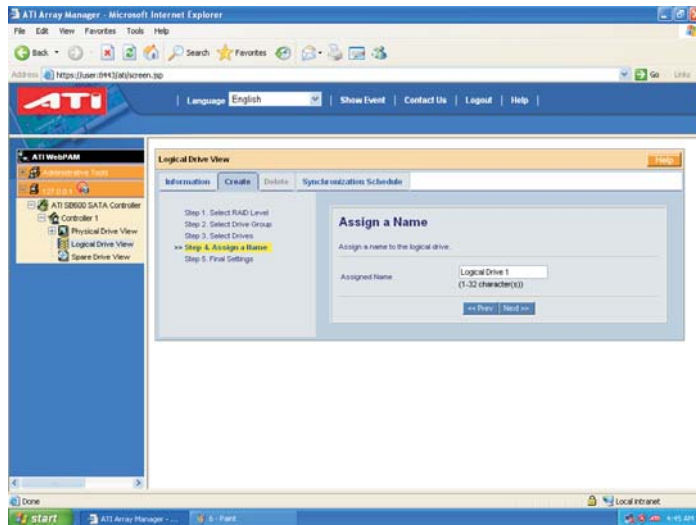 ATI Array Manager - Microsoft Internet Explorer
File Edit View Favorites Tools Help
Back Search Favorites
Address https://user:8443/ati/screen.jsp Go Links
ATI | Language English | Show Event | Contact Us | Logout | Help |
ATI WebPAM
Administrative Tools
127.0.0.1
ATI SB600 SATA Controller
Controller 1
Physical Drive View
Logical Drive View
Spare Drive View
Logical Drive View Help
Information Create Delete Synchronization Schedule
Step 1. Select RAID Level
Step 2. Select Drive Group
Step 3. Select Drives
>> Step 4. Assign a Name
Step 5. Final Settings
Assign a Name
Assign a name to the logical drive.
Assigned Name Logical Drive 1
(1-32 character(s))
<< Prev Next >>
Done Local intranet
start ATI Array Manager - ... 6 - Paint